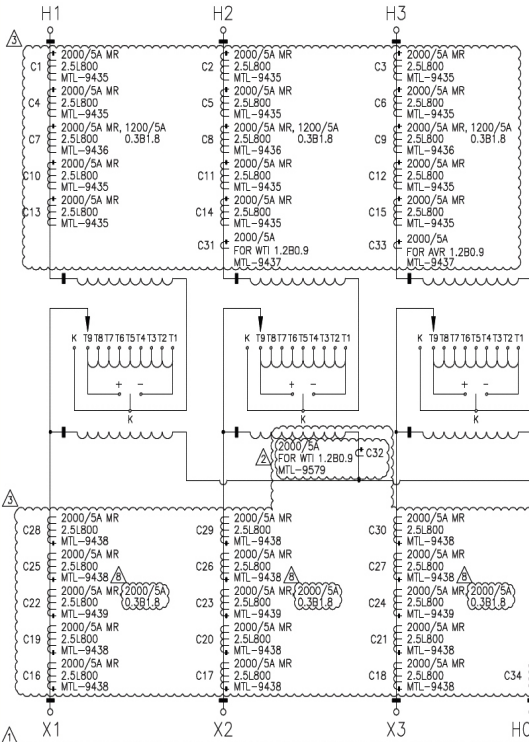 H1 H2 H3
3
C1 2000/5A MR C2 2000/5A MR C3 2000/5A MR
2.5L800 2.5L800 2.5L800
MTL-9435 MTL-9435 MTL-9435
C4 2000/5A MR C5 2000/5A MR C6 2000/5A MR
2.5L800 2.5L800 2.5L800
MTL-9435 MTL-9435 MTL-9435
C7 2000/5A MR, 1200/5A C8 2000/5A MR, 1200/5A C9 2000/5A MR, 1200/5A
2.5L800 0.3B1.8 2.5L800 0.3B1.8 2.5L800 0.3B1.8
MTL-9436 MTL-9436 MTL-9436
C10 2000/5A MR C11 2000/5A MR C12 2000/5A MR
2.5L800 2.5L800 2.5L800
MTL-9435 MTL-9435 MTL-9435
C13 2000/5A MR C14 2000/5A MR C15 2000/5A MR
2.5L800 2.5L800 2.5L800
MTL-9435 MTL-9435 MTL-9435
C31 2000/5A C33 2000/5A
FOR WTI 1.2B0.9 FOR AVR 1.2B0.9
MTL-9437 MTL-9437
K T9 T8 T7 T6 T5 T4 T3 T2 T1 K T9 T8 T7 T6 T5 T4 T3 T2 T1 K T9 T8 T7 T6 T5 T4 T3 T2 T1
+ - + - + -
K K K
2000/5A C32
2 FOR WTI 1.2B0.9
MTL-9579
3
C28 2000/5A MR C29 2000/5A MR C30 2000/5A MR
2.5L800 2.5L800 2.5L800
MTL-9438 MTL-9438 MTL-9438
C25 2000/5A MR C26 2000/5A MR C27 2000/5A MR
2.5L800 2.5L800 2.5L800
MTL-9438 8 MTL-9438 8 MTL-9438 8
C22 2000/5A MR 2000/5A C23 2000/5A MR 2000/5A C24 2000/5A MR 2000/5A
2.5L800 0.3B1.8 2.5L800 0.3B1.8 2.5L800 0.3B1.8
MTL-9439 MTL-9439 MTL-9439
C19 2000/5A MR C20 2000/5A MR C21 2000/5A MR
2.5L800 2.5L800 2.5L800
MTL-9438 MTL-9438 MTL-9438
C16 2000/5A MR C17 2000/5A MR C18 2000/5A MR C34
2.5L800 2.5L800 2.5L800
MTL-9438 MTL-9438 MTL-9438
1 X1 X2 X3